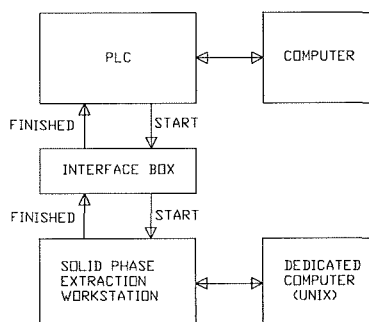 PLC
COMPUTER
FINISHED
START
INTERFACE BOX
FINISHED
START
SOLID PHASE
EXTRACTION
WORKSTATION
DEDICATED
COMPUTER
(UNIX)